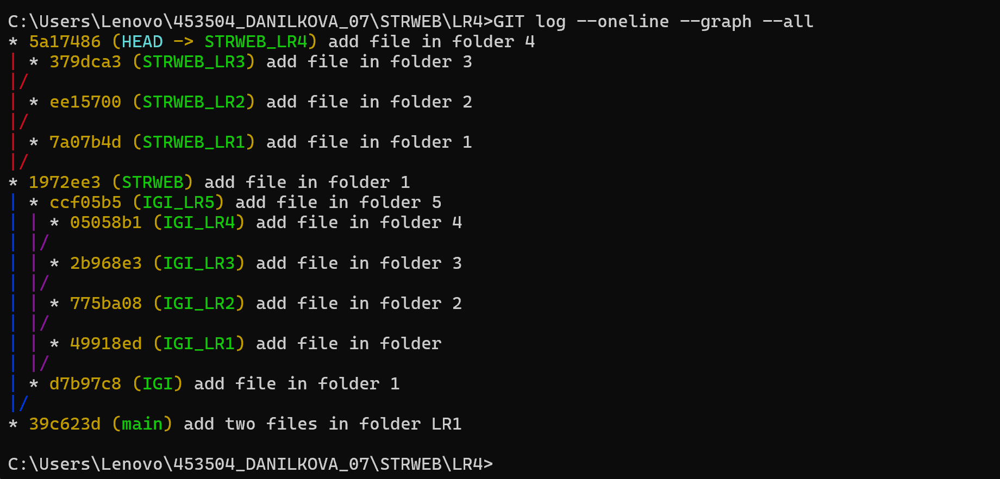 C:\Users\Lenovo\453504_DANILKOVA_07\STRWEB\LR4>GIT log --oneline --graph --all
* 5a17486 (HEAD -> STRWEB_LR4) add file in folder 4
| * 379dca3 (STRWEB_LR3) add file in folder 3
|/
| * ee15700 (STRWEB_LR2) add file in folder 2
|/
| * 7a07b4d (STRWEB_LR1) add file in folder 1
|/
* 1972ee3 (STRWEB) add file in folder 1
| * ccf05b5 (IGI_LR5) add file in folder 5
| | * 05058b1 (IGI_LR4) add file in folder 4
| |/
| | * 2b968e3 (IGI_LR3) add file in folder 3
| |/
| | * 775ba08 (IGI_LR2) add file in folder 2
| |/
| | * 49918ed (IGI_LR1) add file in folder
| |/
| * d7b97c8 (IGI) add file in folder 1
|/
* 39c623d (main) add two files in folder LR1
C:\Users\Lenovo\453504_DANILKOVA_07\STRWEB\LR4>